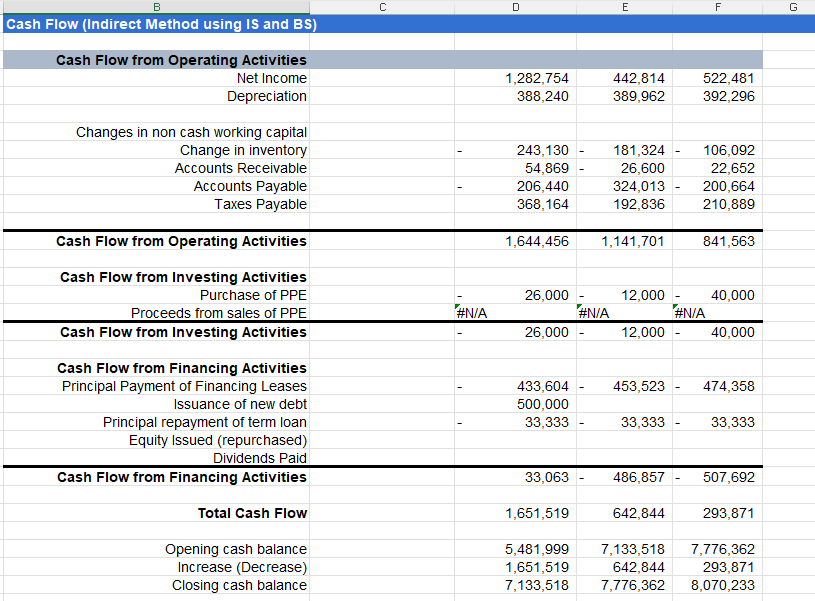 B C D E F G
Cash Flow (Indirect Method using IS and BS)
Cash Flow from Operating Activities
Net Income 1,282,754 442,814 522,481
Depreciation 388,240 389,962 392,296
Changes in non cash working capital
Change in inventory - 243,130 - 181,324 - 106,092
Accounts Receivable 54,869 - 26,600 22,652
Accounts Payable - 206,440 324,013 - 200,664
Taxes Payable 368,164 192,836 210,889
Cash Flow from Operating Activities 1,644,456 1,141,701 841,563
Cash Flow from Investing Activities
Purchase of PPE - 26,000 - 12,000 - 40,000
Proceeds from sales of PPE #N/A #N/A #N/A
Cash Flow from Investing Activities - 26,000 - 12,000 - 40,000
Cash Flow from Financing Activities
Principal Payment of Financing Leases - 433,604 - 453,523 - 474,358
Issuance of new debt 500,000
Principal repayment of term loan - 33,333 - 33,333 - 33,333
Equity Issued (repurchased)
Dividends Paid
Cash Flow from Financing Activities 33,063 - 486,857 - 507,692
Total Cash Flow 1,651,519 642,844 293,871
Opening cash balance 5,481,999 7,133,518 7,776,362
Increase (Decrease) 1,651,519 642,844 293,871
Closing cash balance 7,133,518 7,776,362 8,070,233